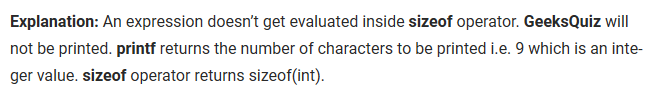 Explanation: An expression doesn’t get evaluated inside sizeof operator. GeeksQuiz will
not be printed. printf returns the number of characters to be printed i.e. 9 which is an inte-
ger value. sizeof operator returns sizeof(int).